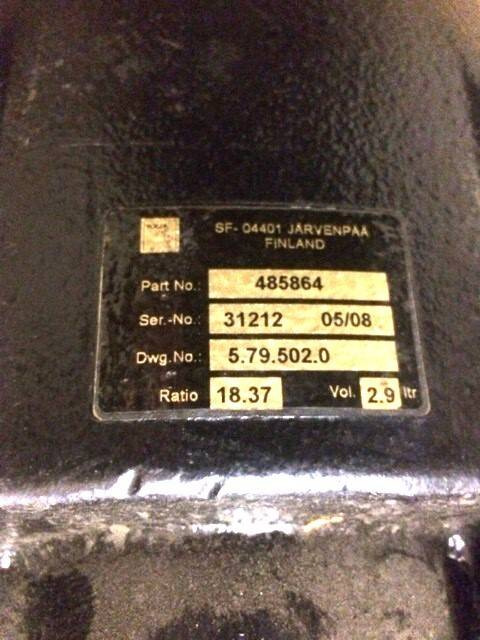 SF- 04401 JÄRVENPÄÄ
FINLAND
Part No.: 485864
Ser.-No.: 31212 05/08
Dwg.No.: 5.79.502.0
Ratio 18.37 Vol. 2.9 ltr